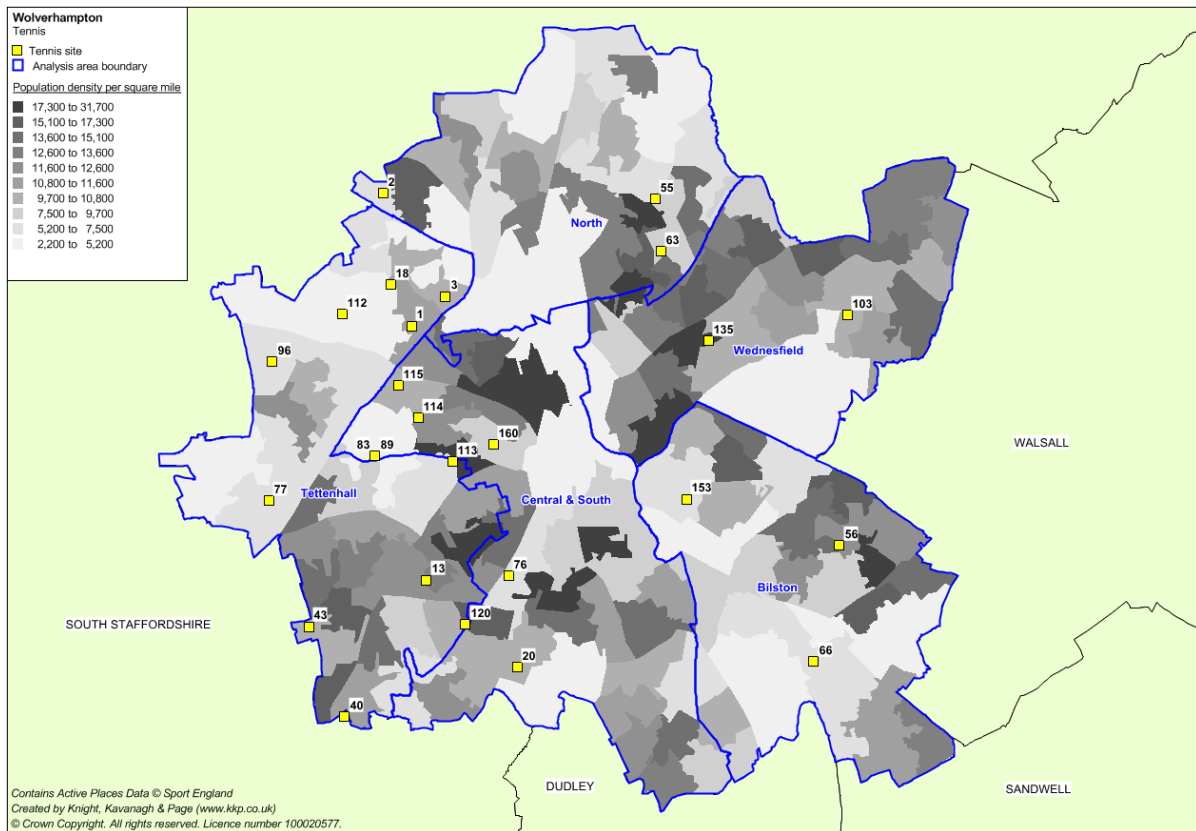 Wolverhampton
Tennis
Tennis site
Analysis area boundary
Population density per square mile
17,300 to 31,700
15,100 to 17,300
13,600 to 15,100
12,600 to 13,600
11,600 to 12,600
10,800 to 11,600
9,700 to 10,800
7,500 to 9,700
5,200 to 7,500
2,200 to 5,200
2
55
North
63
18
3
112
1
103
135
Wednesfield
96
115
114
160
WALSALL
83 89
113
77
Tettenhall
Central & South
153
56
76
13
Bilston
SOUTH STAFFORDSHIRE
43
120
20
66
40
DUDLEY
SANDWELL
Contains Active Places Data © Sport England
Created by Knight, Kavanagh & Page (www.kkp.co.uk)
© Crown Copyright. All rights reserved. Licence number 100020577.